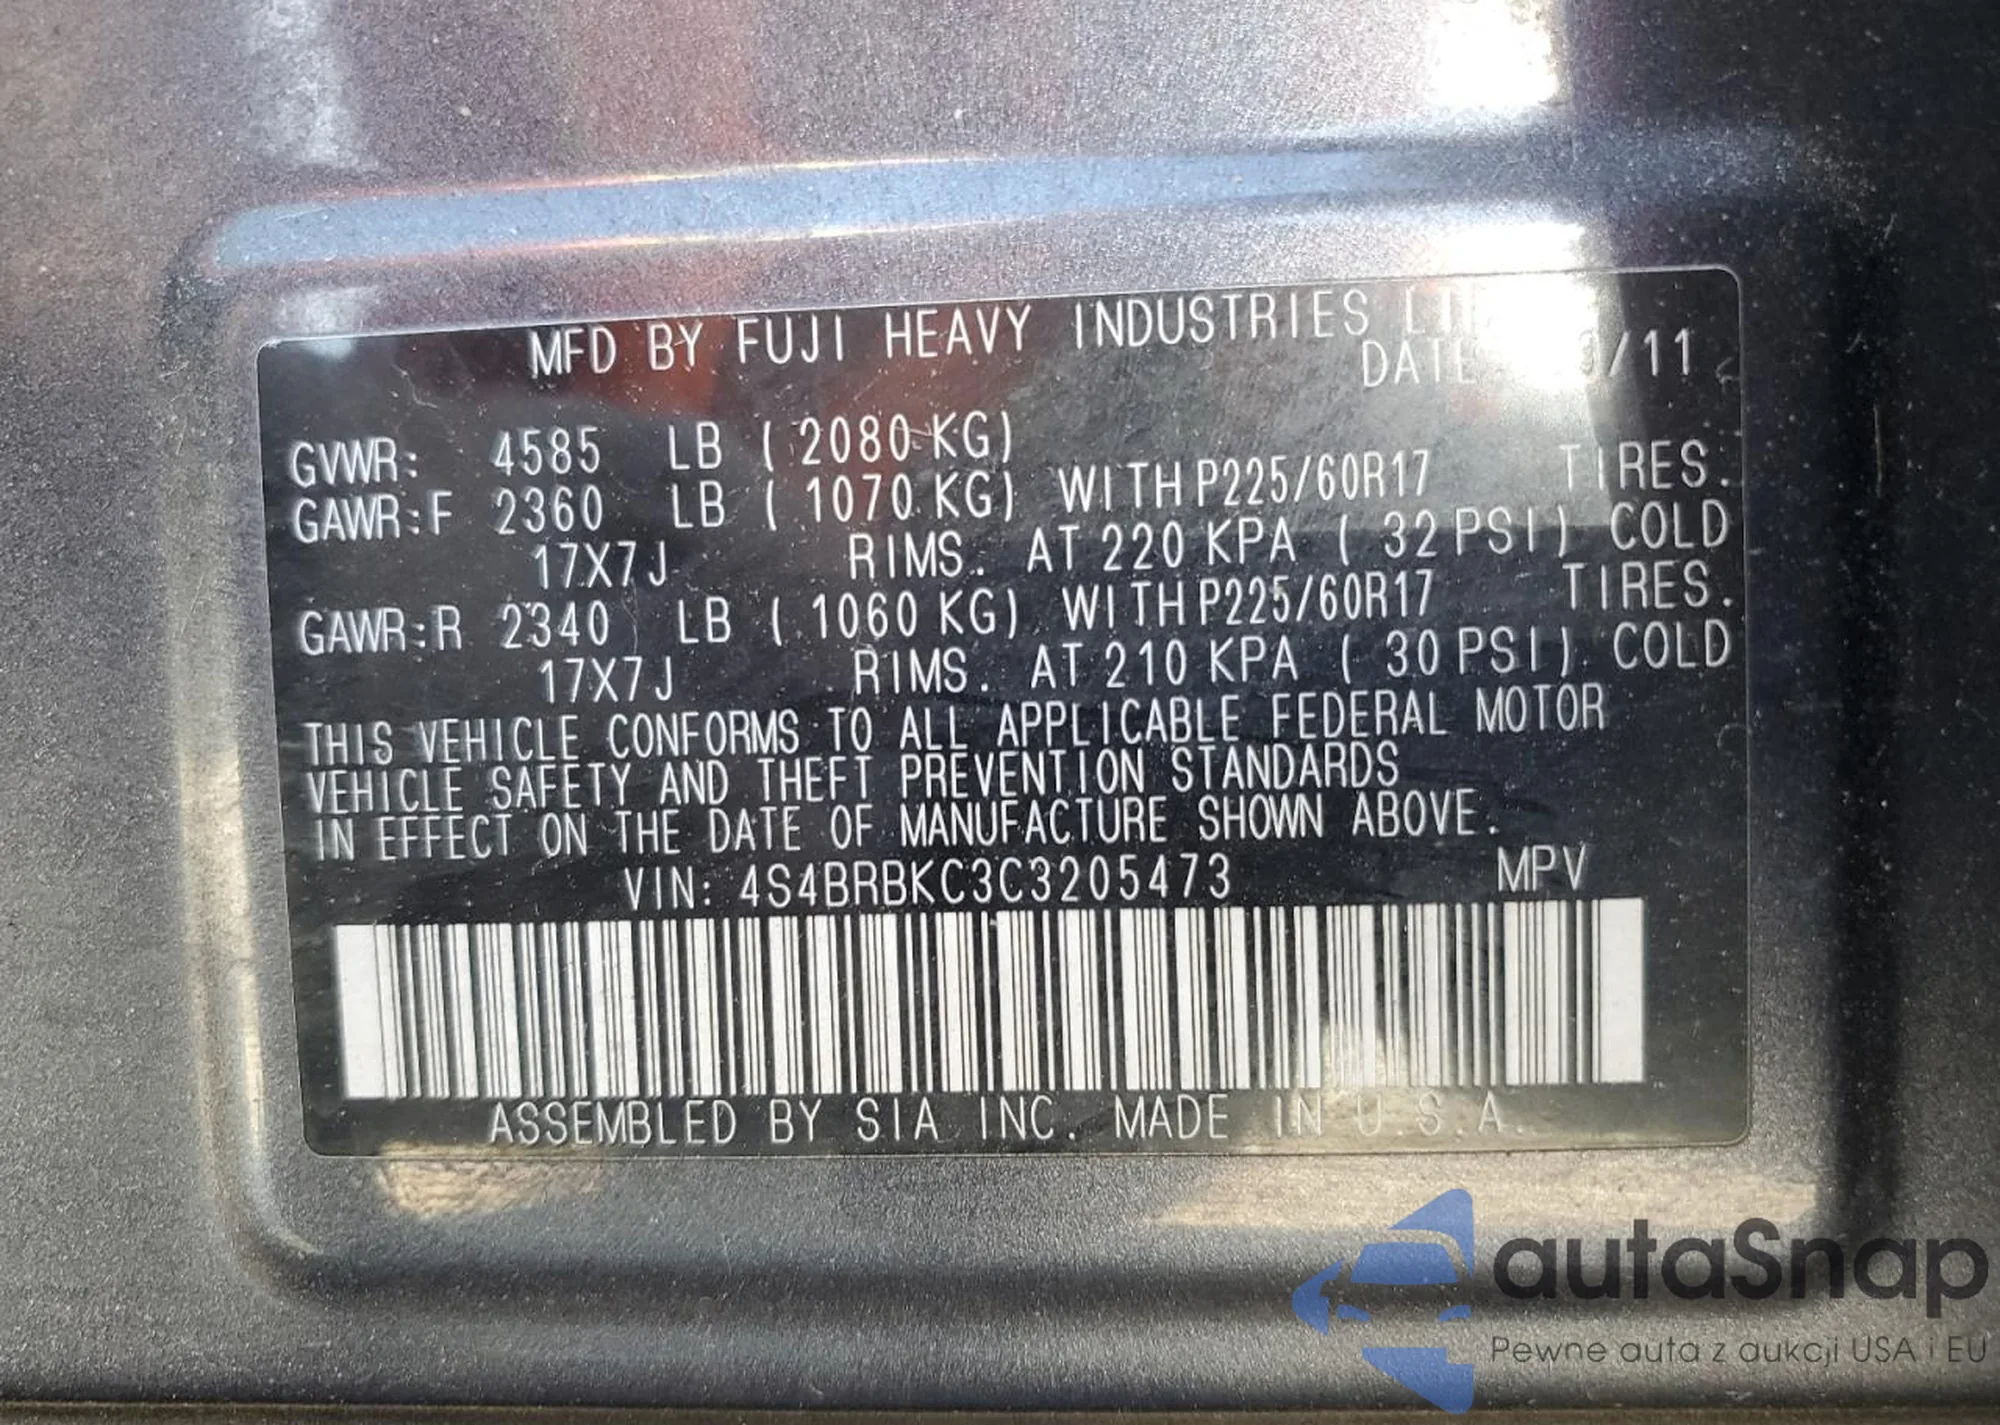 MFD BY FUJI HEAVY INDUSTRIES
DATE /11
GVWR: 4585 LB ( 2080 KG)
GAWR:F 2360 LB ( 1070 KG) WITH P225/60R17 TIRES.
17X7J RIMS. AT 220 KPA ( 32 PSI) COLD
GAWR:R 2340 LB ( 1060 KG) WITH P225/60R17 TIRES.
17X7J RIMS. AT 210 KPA ( 30 PSI) COLD
THIS VEHICLE CONFORMS TO ALL APPLICABLE FEDERAL MOTOR
VEHICLE SAFETY AND THEFT PREVENTION STANDARDS
IN EFFECT ON THE DATE OF MANUFACTURE SHOWN ABOVE.
VIN: 4S4BRBKC3C3205473 MPV
ASSEMBLED BY SIA INC. MADE IN U.S.A.
autaSnap
Pewne auta z aukcji USA i EU